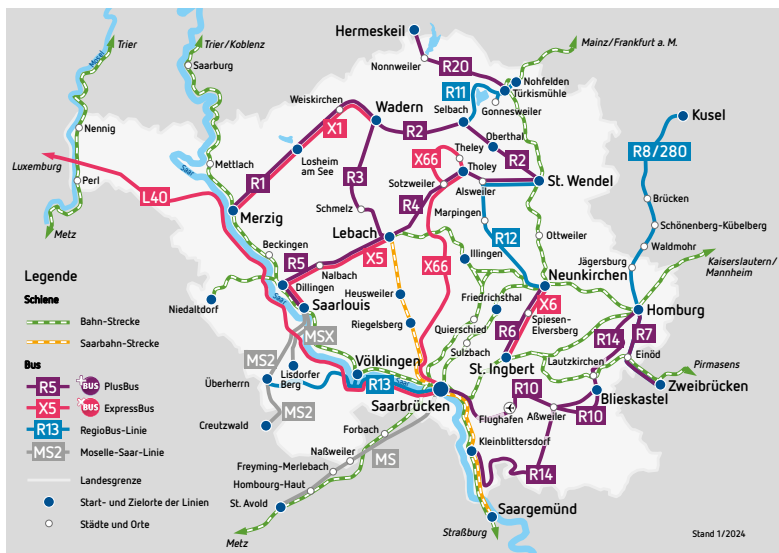 Hermeskeil
Trier
Trier/Koblenz
Mainz/Frankfurt a. M.
Mosel
Saarburg
Nonnweiler
R20
Nohfelden
Türkismühle
R11
Gonnesweiler
Weiskirchen
Wadern
Selbach
Kusel
X1
R2
Oberthal
Nennig
Theley
R8/280
Luxemburg
Mettlach
Losheim
am See
X66
R2
Tholey
Saar
Perl
R1
R3
Sotzweiler
St. Wendel
L40
Alsweiler
Brücken
Merzig
Schmelz
R4
Marpingen
Metz
Lebach
R12
Schönenberg-Kübelberg
Ottweiler
Waldmohr
Beckingen
Illingen
Jägersburg
Kaiserslautern/
Mannheim
R5
X5
X66
Neunkirchen
Legende
Nalbach
Dillingen
Schiene
Saar
Heusweiler
Friedrichsthal
X6
Homburg
Niedaltdorf
Saarlouis
Bahn-Strecke
Riegelsberg
Quierschied
R6
Spiesen-
Elversberg
R14
R7
Saarbahn-Strecke
MSX
Sulzbach
MS2
Völklingen
St. Ingbert
Lautzkirchen
Einöd
Pirmasens
Bus
Lisdorfer
Berg
Überherrn
R13
Saar
Zweibrücken
R5
+
BUS
PlusBus
R10
Blieskastel
X5
x
BUS
ExpressBus
MS2
Saarbrücken
Flughafen
Aßweiler
R10
R13
RegioBus-Linie
Creutzwald
Forbach
Kleinblittersdorf
MS2
Moselle-Saar-Linie
Naßweiler
MS
Freyming-Merlebach
R14
Landesgrenze
Hombourg-Haut
Start- und Zielorte der Linien
St. Avold
Saargemünd
Städte und Orte
Metz
Straßburg
Stand 1/2024